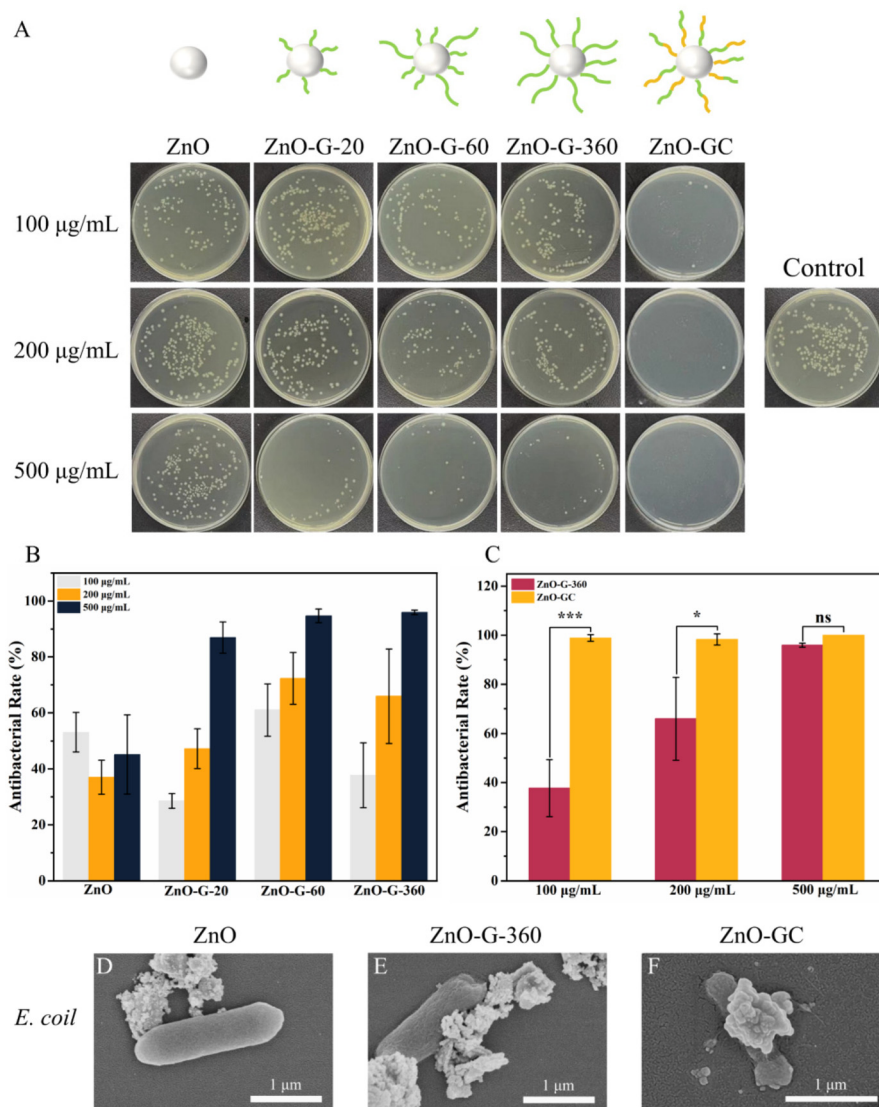 A
ZnO ZnO-G-20 ZnO-G-60 ZnO-G-360 ZnO-GC
100 μg/mL
Control
200 μg/mL
500 μg/mL
B
100 μg/mL
200 μg/mL
500 μg/mL
Antibacterial Rate (%)
100
80
60
40
20
0
ZnO ZnO-G-20 ZnO-G-60 ZnO-G-360
C
ZnO-G-360
ZnO-GC
Antibacterial Rate (%)
120
100
80
60
40
20
0
*** * ns
100 μg/mL 200 μg/mL 500 μg/mL
ZnO ZnO-G-360 ZnO-GC
E. coil
D
1 μm
E
1 μm
F
1 μm